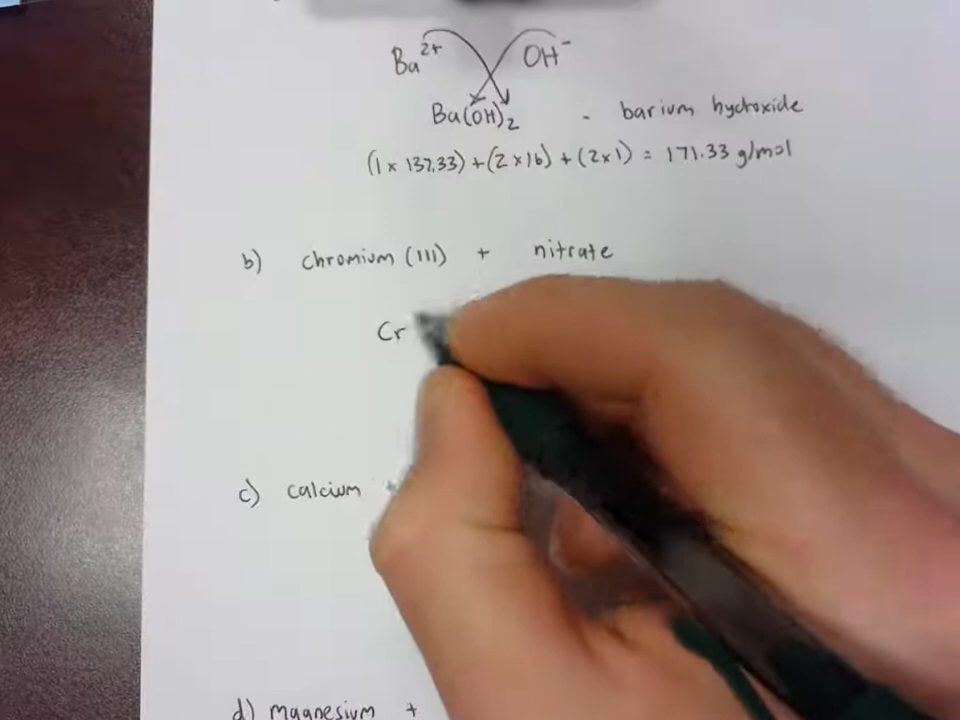 Ba²⁺ OH⁻
Ba(OH)₂ - barium hydroxide
(1 x 137.33) + (2 x 16) + (2 x 1) = 171.33 g/mol
b) chromium (III) + nitrate
Cr
c) calcium +
d) magnesium +